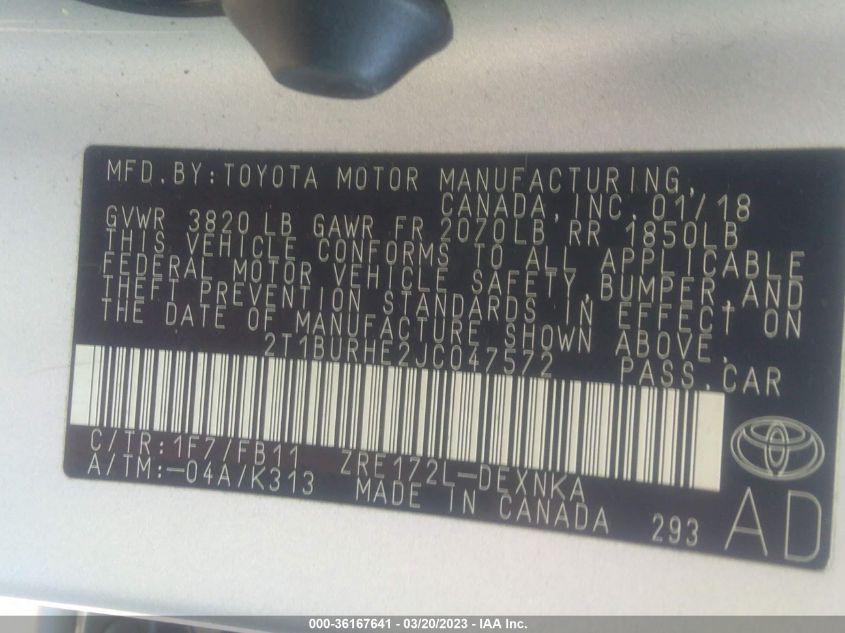 MFD.BY:TOYOTA MOTOR MANUFACTURING,
CANADA,INC.01/18
GVWR 3820LB GAWR FR 2070LB RR 1850LB
THIS VEHICLE CONFORMS TO ALL APPLICABLE
FEDERAL MOTOR VEHICLE SAFETY,BUMPER,AND
THEFT PREVENTION STANDARDS IN EFFECT ON
THE DATE OF MANUFACTURE SHOWN ABOVE.
2T1BURHE2JC047572 PASS.CAR
C/TR:1F7/FB11 ZRE172L-DEXNKA
A/TM:-04A/K313 MADE IN CANADA 293
AD
000-36167641 - 03/20/2023 - IAA Inc.